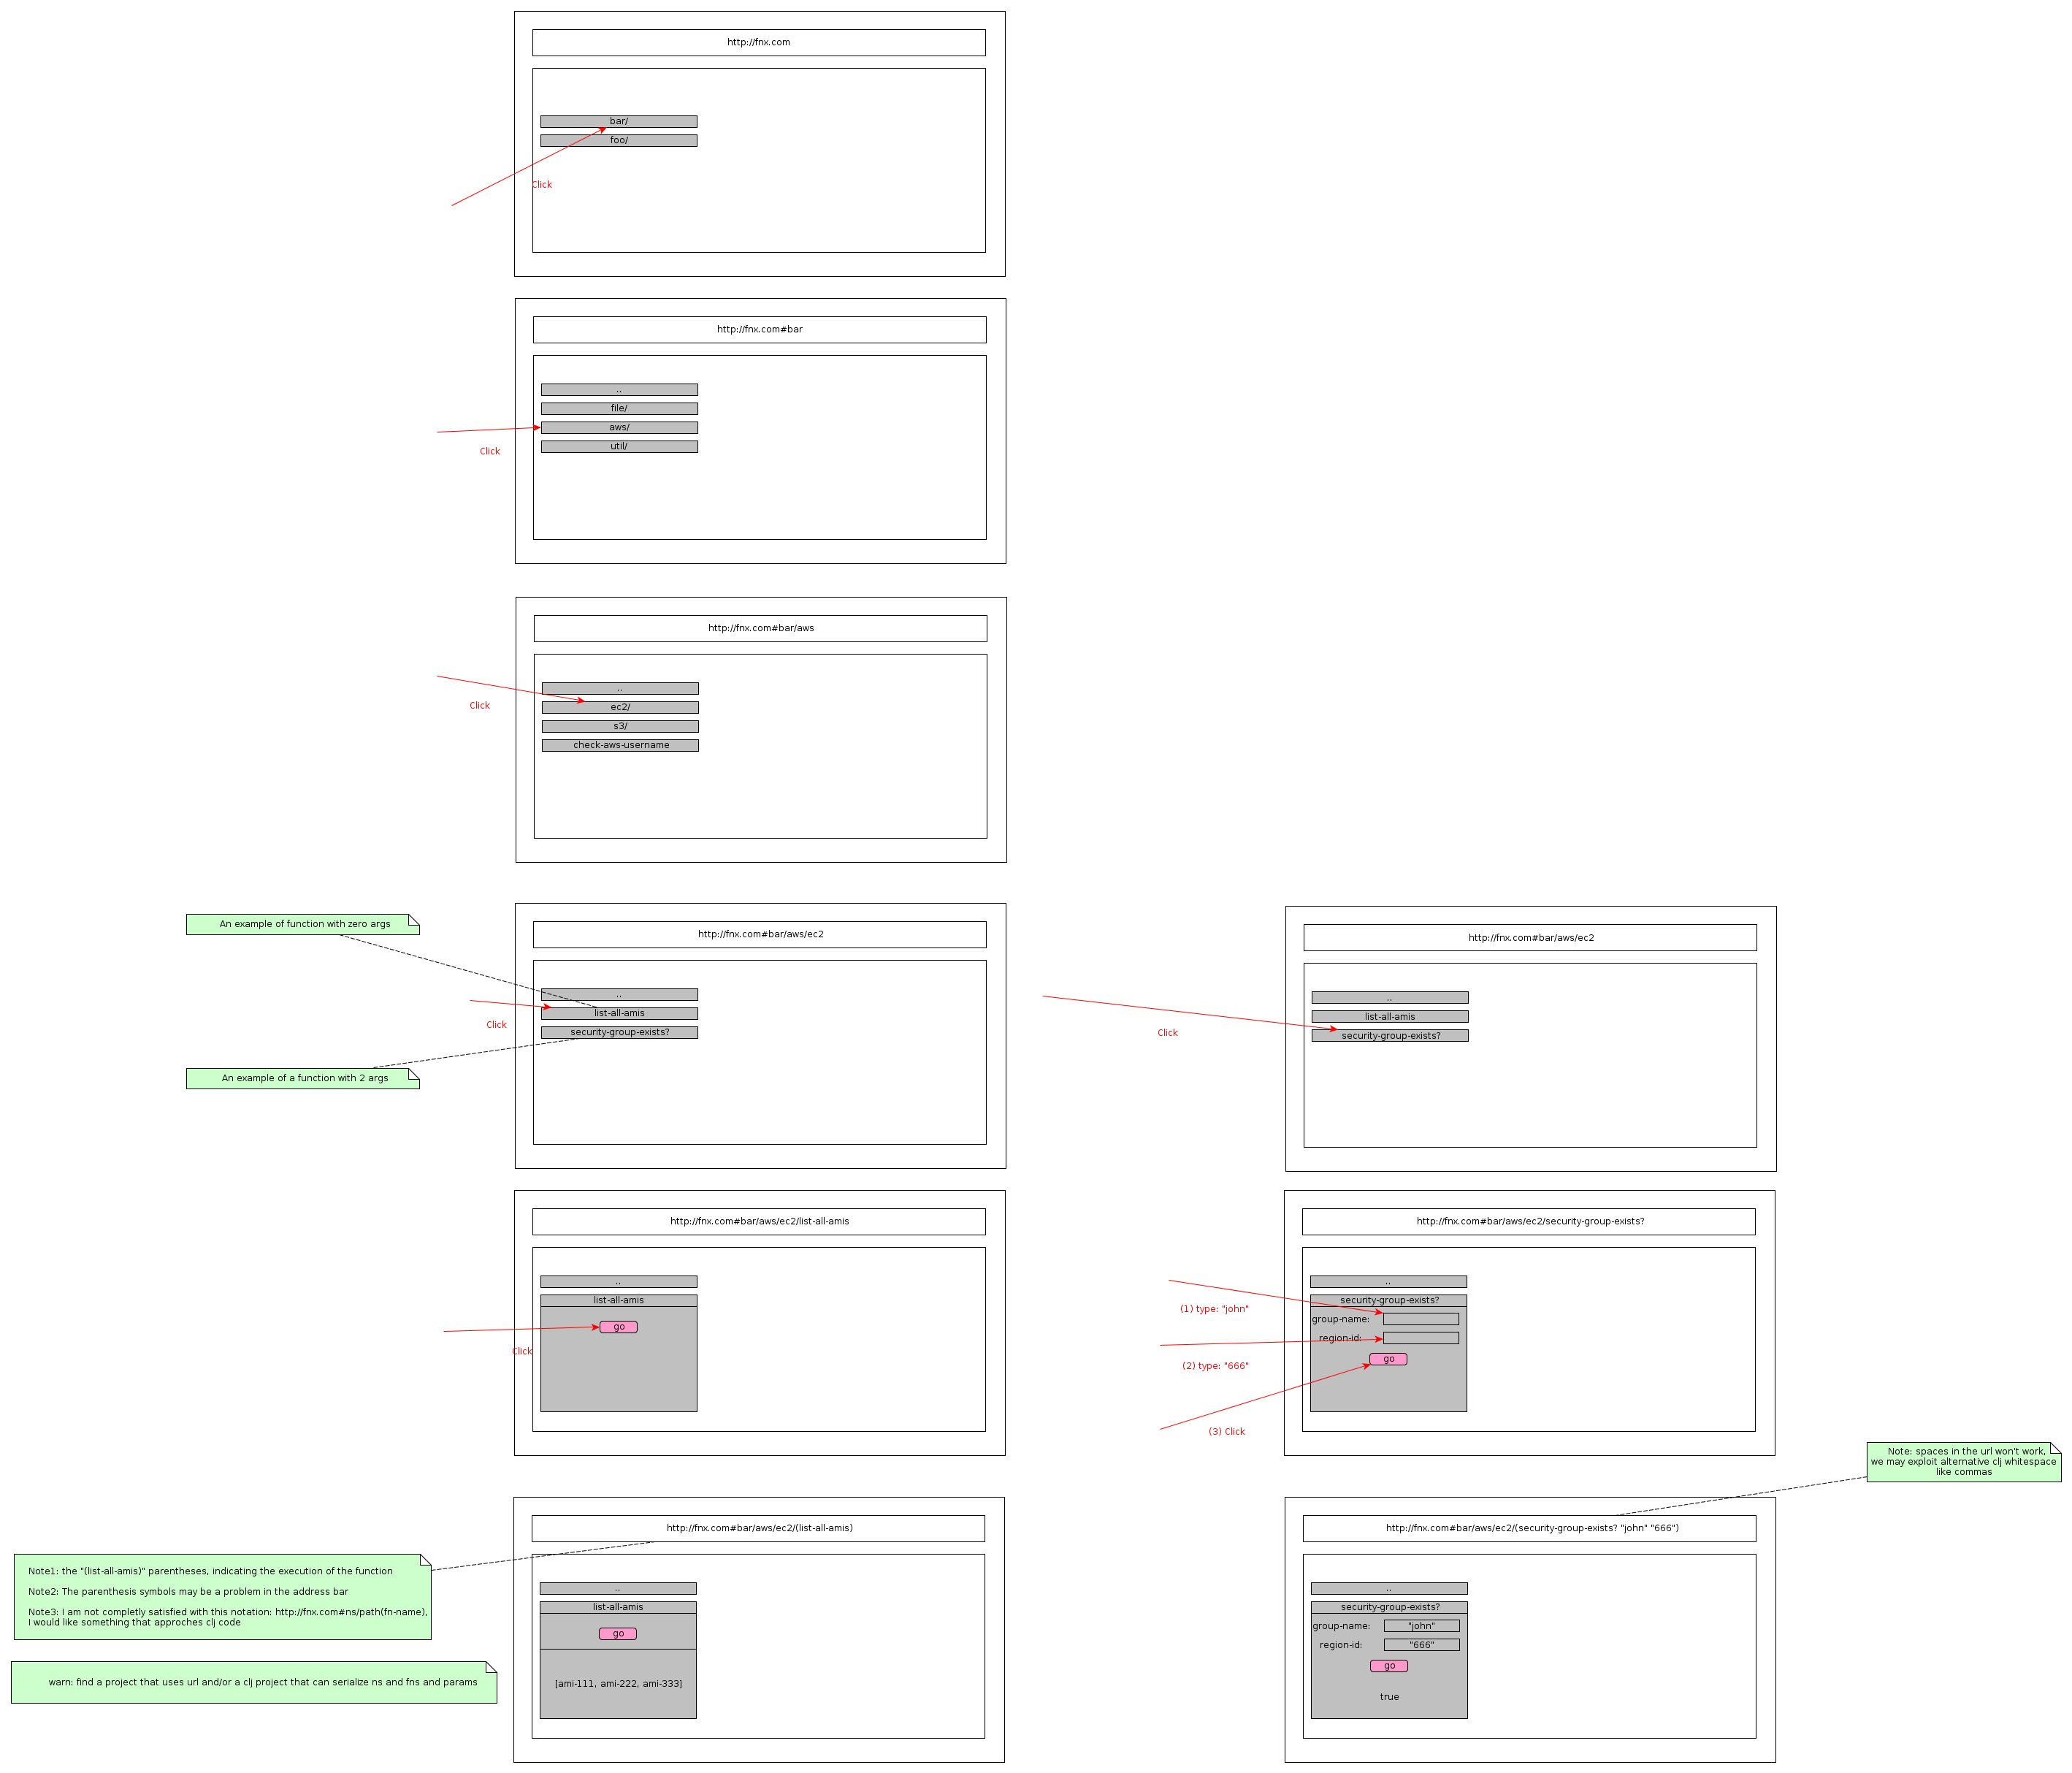 http://fnx.com
bar/
foo/
Click
http://fnx.com#bar
..
file/
aws/
util/
Click
http://fnx.com#bar/aws
..
ec2/
s3/
check-aws-username
Click
An example of function with zero args
An example of a function with 2 args
http://fnx.com#bar/aws/ec2
..
list-all-amis
security-group-exists?
Click
http://fnx.com#bar/aws/ec2
..
list-all-amis
security-group-exists?
Click
http://fnx.com#bar/aws/ec2/list-all-amis
..
list-all-amis
go
Click
http://fnx.com#bar/aws/ec2/security-group-exists?
..
security-group-exists?
group-name:
region-id:
go
(1) type: "john"
(2) type: "666"
(3) Click
Note: spaces in the url won't work,
we may exploit alternative clj whitespace
like commas
http://fnx.com#bar/aws/ec2/(list-all-amis)
..
list-all-amis
go
[ami-111, ami-222, ami-333]
Note1: the "(list-all-amis)" parentheses, indicating the execution of the function
Note2: The parenthesis symbols may be a problem in the address bar
Note3: I am not completly satisfied with this notation: http://fnx.com#ns/path(fn-name),
I would like something that approches clj code
warn: find a project that uses url and/or a clj project that can serialize ns and fns and params
http://fnx.com#bar/aws/ec2/(security-group-exists? "john" "666")
..
security-group-exists?
group-name: "john"
region-id: "666"
go
true